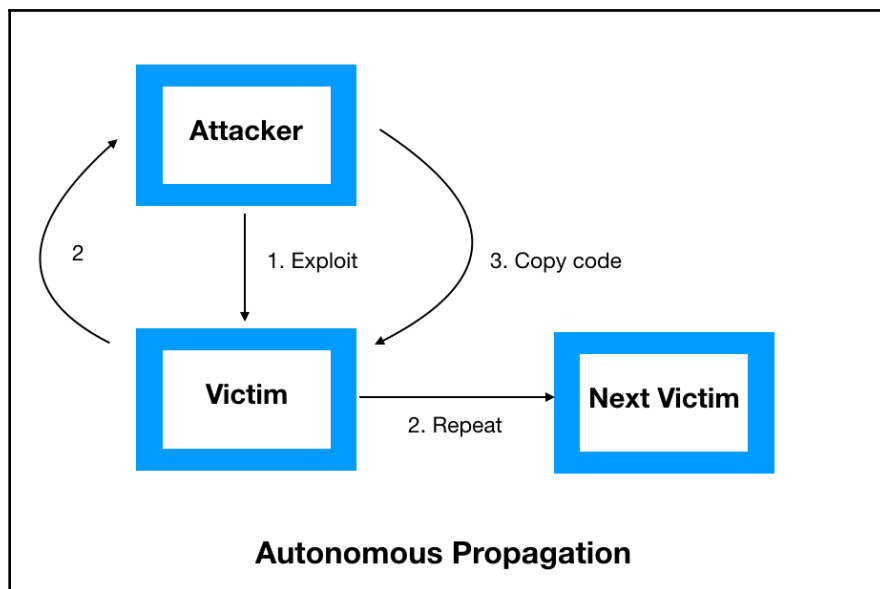 Attacker
2
1. Exploit
3. Copy code
Victim
2. Repeat
Next Victim
Autonomous Propagation